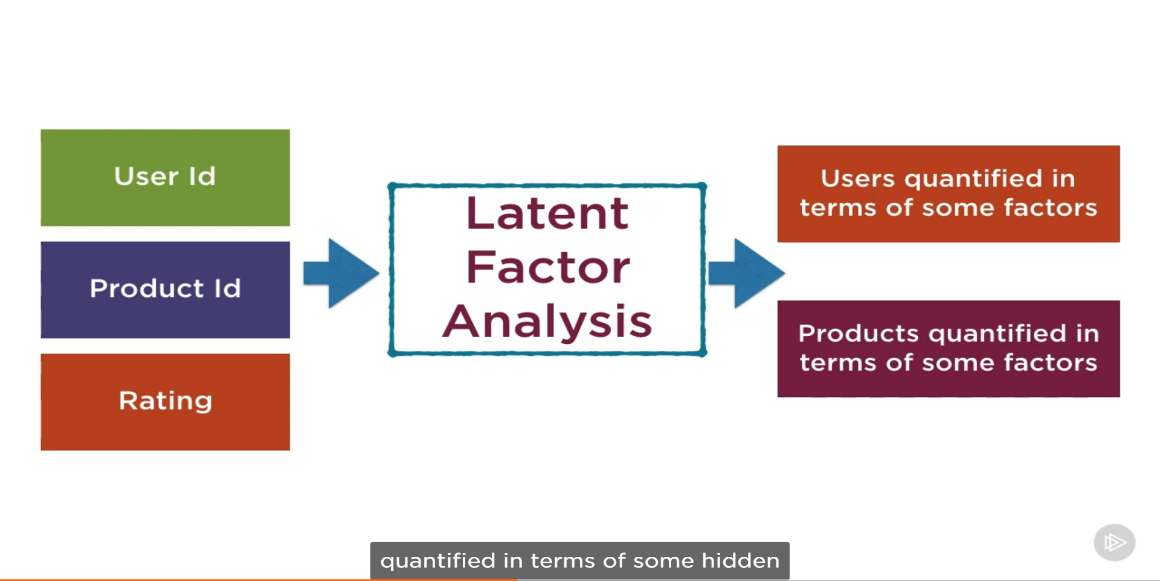 User Id
Product Id
Rating
Latent
Factor
Analysis
Users quantified in
terms of some factors
Products quantified in
terms of some factors
quantified in terms of some hidden